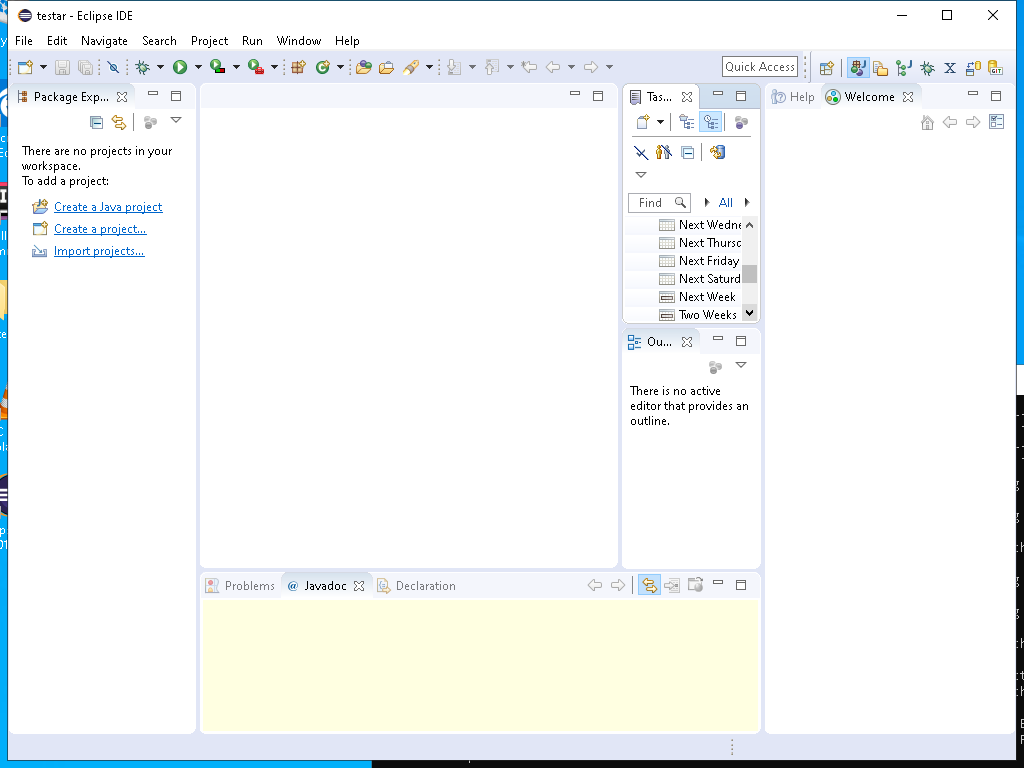 testar - Eclipse IDE
File Edit Navigate Search Project Run Window Help
Quick Access
Package Exp...
Tas...
Help
Welcome
There are no projects in your
workspace.
To add a project:
Create a Java project
Create a project...
Import projects...
Find
All
Next Wedne
Next Thursd
Next Friday
Next Saturd
Next Week
Two Weeks
Ou...
There is no active
editor that provides an
outline.
Problems
@ Javadoc
Declaration